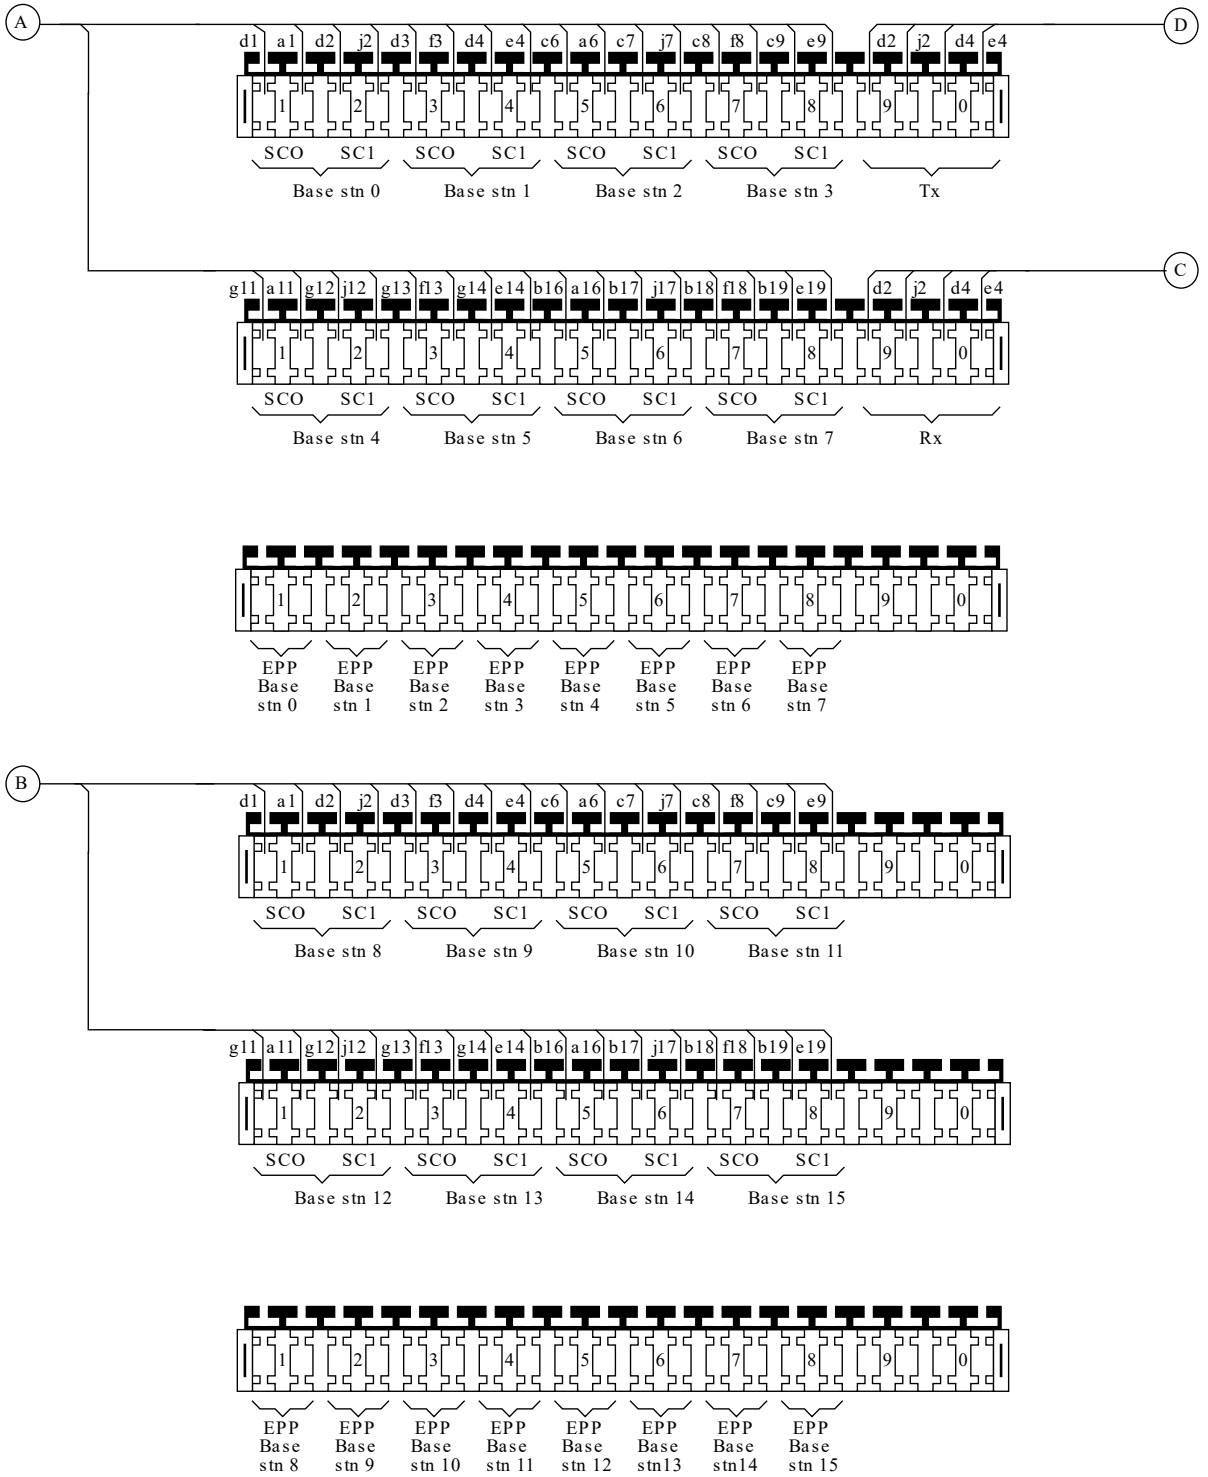 A
D
d1 a1 d2 j2 d3 f3 d4 e4 c6 a6 c7 j7 c8 f8 c9 e9 d2 j2 d4 e4
1 2 3 4 5 6 7 8 9 0
SCO SC1 SCO SC1 SCO SC1 SCO SC1
Base stn 0 Base stn 1 Base stn 2 Base stn 3 Tx
C
g11 a11 g12 j12 g13 f13 g14 e14 b16 a16 b17 j17 b18 f18 b19 e19 d2 j2 d4 e4
1 2 3 4 5 6 7 8 9 0
SCO SC1 SCO SC1 SCO SC1 SCO SC1
Base stn 4 Base stn 5 Base stn 6 Base stn 7 Rx
1 2 3 4 5 6 7 8 9 0
EPP EPP EPP EPP EPP EPP EPP EPP
Base Base Base Base Base Base Base Base
stn 0 stn 1 stn 2 stn 3 stn 4 stn 5 stn 6 stn 7
B
d1 a1 d2 j2 d3 f3 d4 e4 c6 a6 c7 j7 c8 f8 c9 e9
1 2 3 4 5 6 7 8 9 0
SCO SC1 SCO SC1 SCO SC1 SCO SC1
Base stn 8 Base stn 9 Base stn 10 Base stn 11
g11 a11 g12 j12 g13 f13 g14 e14 b16 a16 b17 j17 b18 f18 b19 e19
1 2 3 4 5 6 7 8 9 0
SCO SC1 SCO SC1 SCO SC1 SCO SC1
Base stn 12 Base stn 13 Base stn 14 Base stn 15
1 2 3 4 5 6 7 8 9 0
EPP EPP EPP EPP EPP EPP EPP EPP
Base Base Base Base Base Base Base Base
stn 8 stn 9 stn 10 stn 11 stn 12 stn13 stn14 stn 15